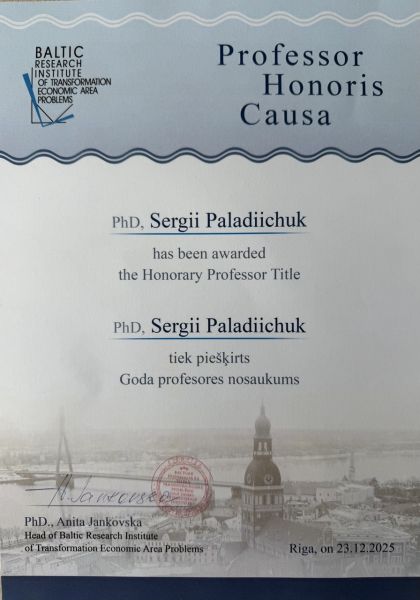 BALTIC
RESEARCH
INSTITUTE
OF TRANSFORMATION
ECONOMIC AREA
PROBLEMS
Professor
Honoris
Causa
PhD, Sergii Paladiichuk
has been awarded
the Honorary Professor Title
PhD, Sergii Paladiichuk
tiek piešķirts
Goda profesores nosaukums
PhD., Anita Jankovska
Head of Baltic Research Institute
of Transformation Economic Area Problems
Riga, on 23.12.2025